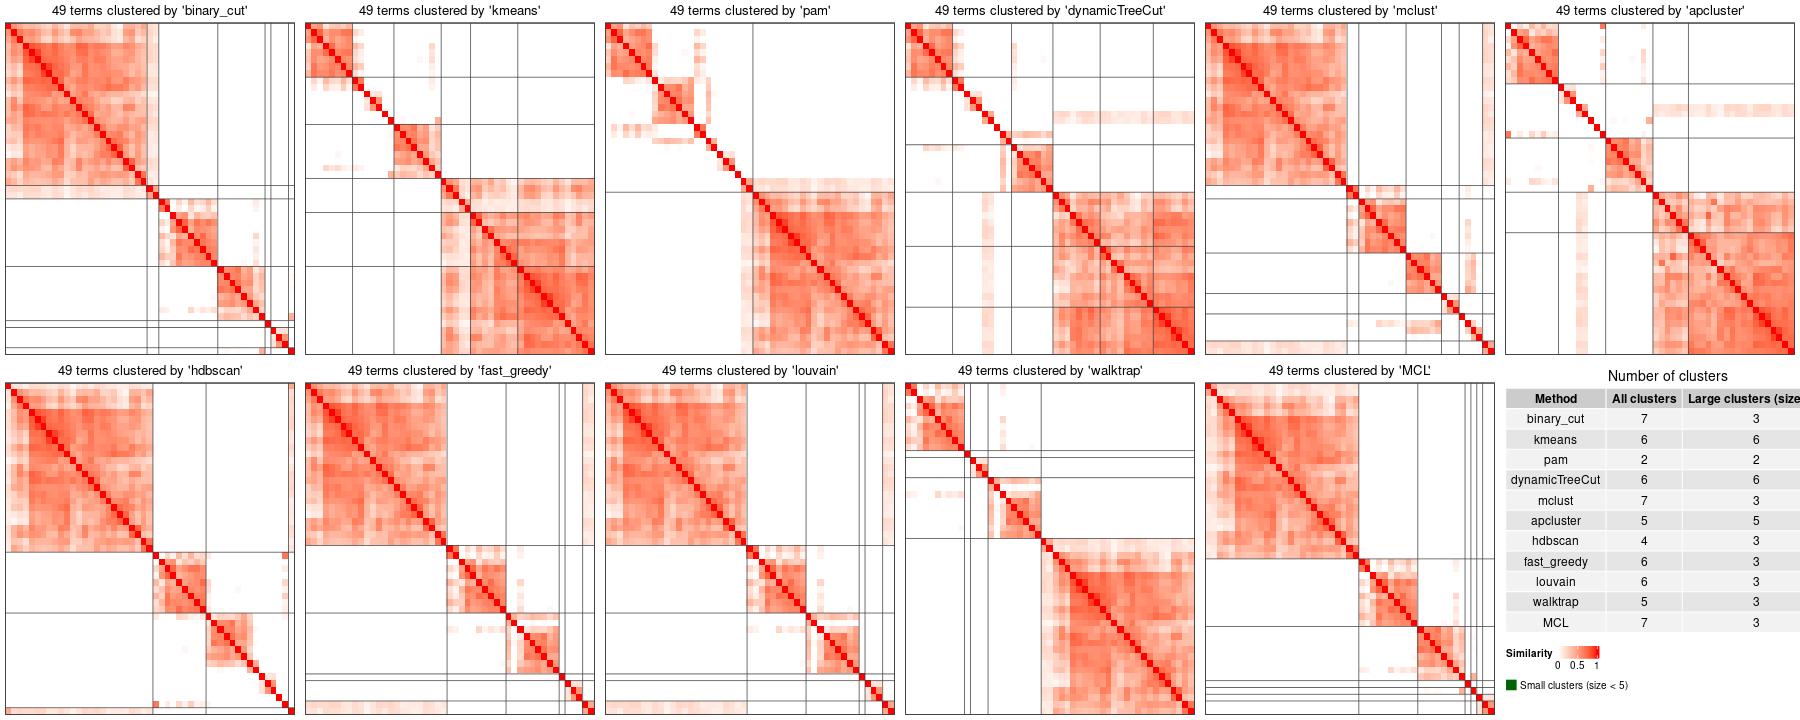 49 terms clustered by 'binary_cut'
49 terms clustered by 'kmeans'
49 terms clustered by 'pam'
49 terms clustered by 'dynamicTreeCut'
49 terms clustered by 'mclust'
49 terms clustered by 'apcluster'
49 terms clustered by 'hdbscan'
49 terms clustered by 'fast_greedy'
49 terms clustered by 'louvain'
49 terms clustered by 'walktrap'
49 terms clustered by 'MCL'
Number of clusters
Method All clusters Large clusters (size
binary_cut 7 3
kmeans 6 6
pam 2 2
dynamicTreeCut 6 6
mclust 7 3
apcluster 5 5
hdbscan 4 3
fast_greedy 6 3
louvain 6 3
walktrap 5 3
MCL 7 3
Similarity
0 0.5 1
Small clusters (size < 5)